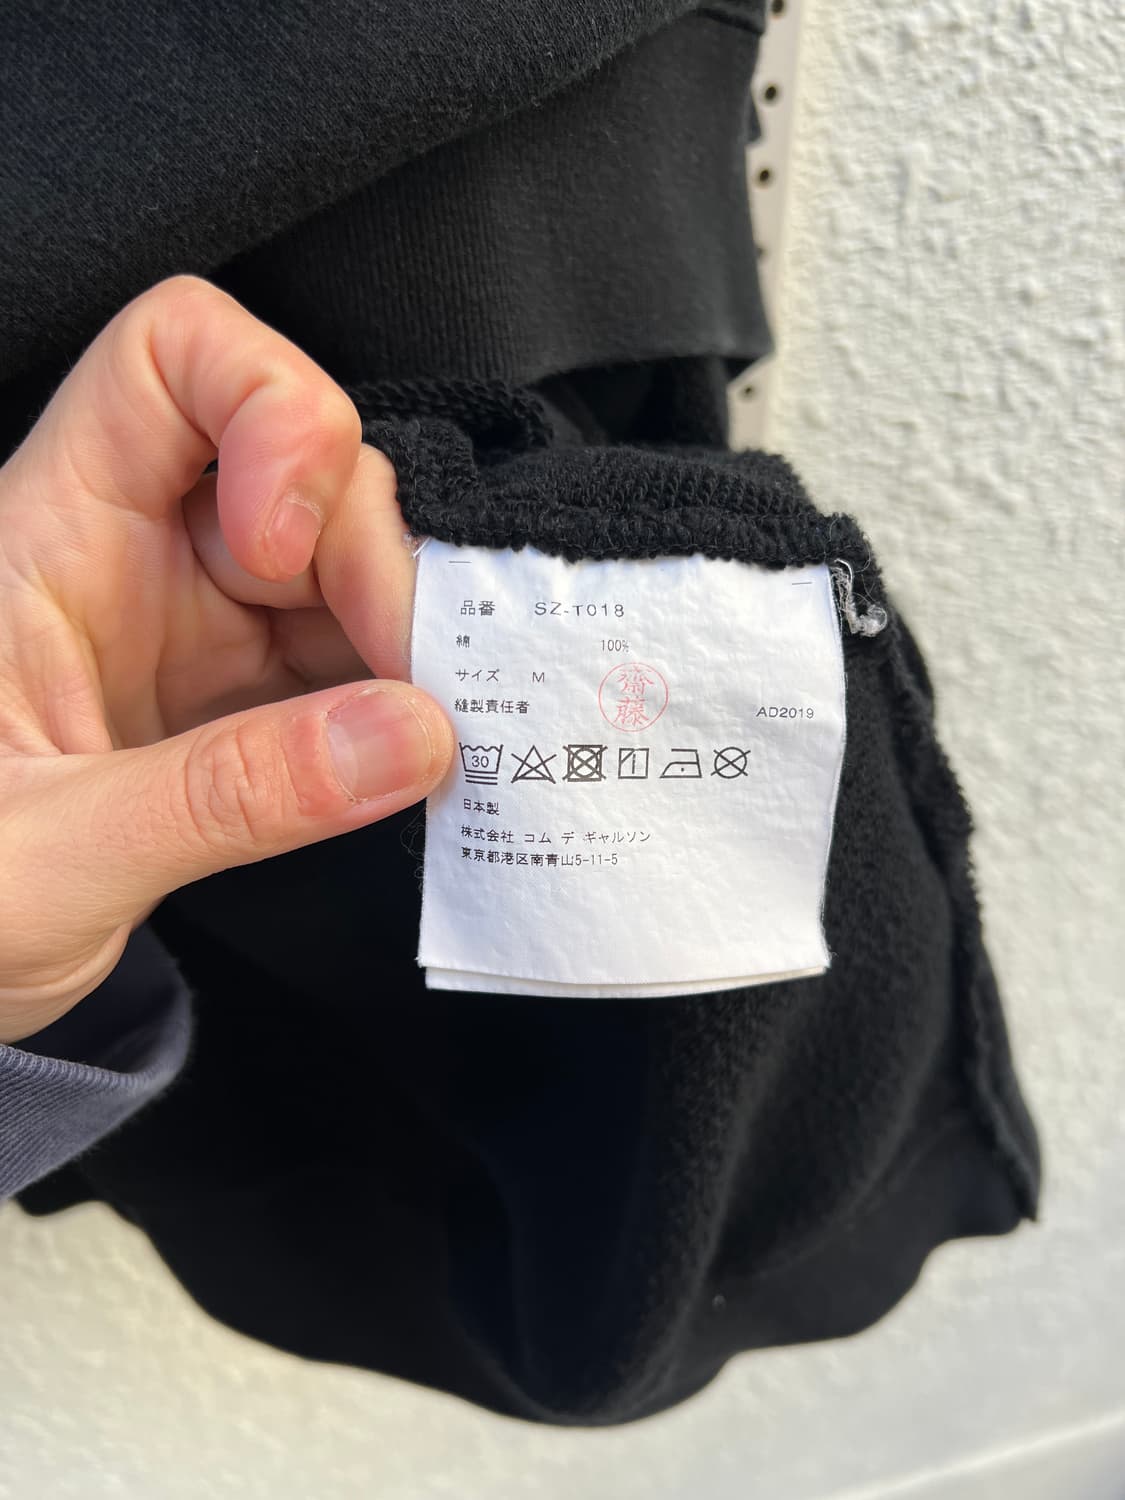 品番 SZ-T018
綿 100%
サイズ M
縫製責任者 齋藤 AD2019
30
日本製
株式会社 コム デ ギャルソン
東京都港区南青山5-11-5